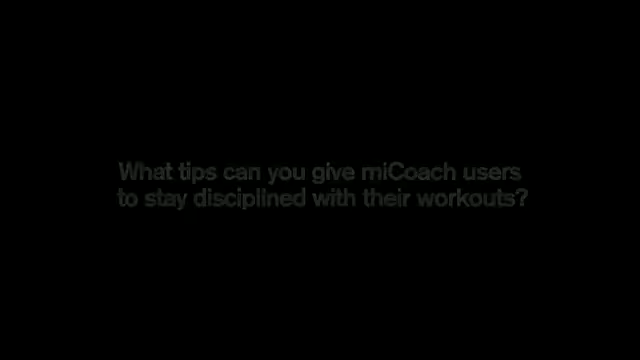 What tips can you give miCoach users
to stay disciplined with their workouts?